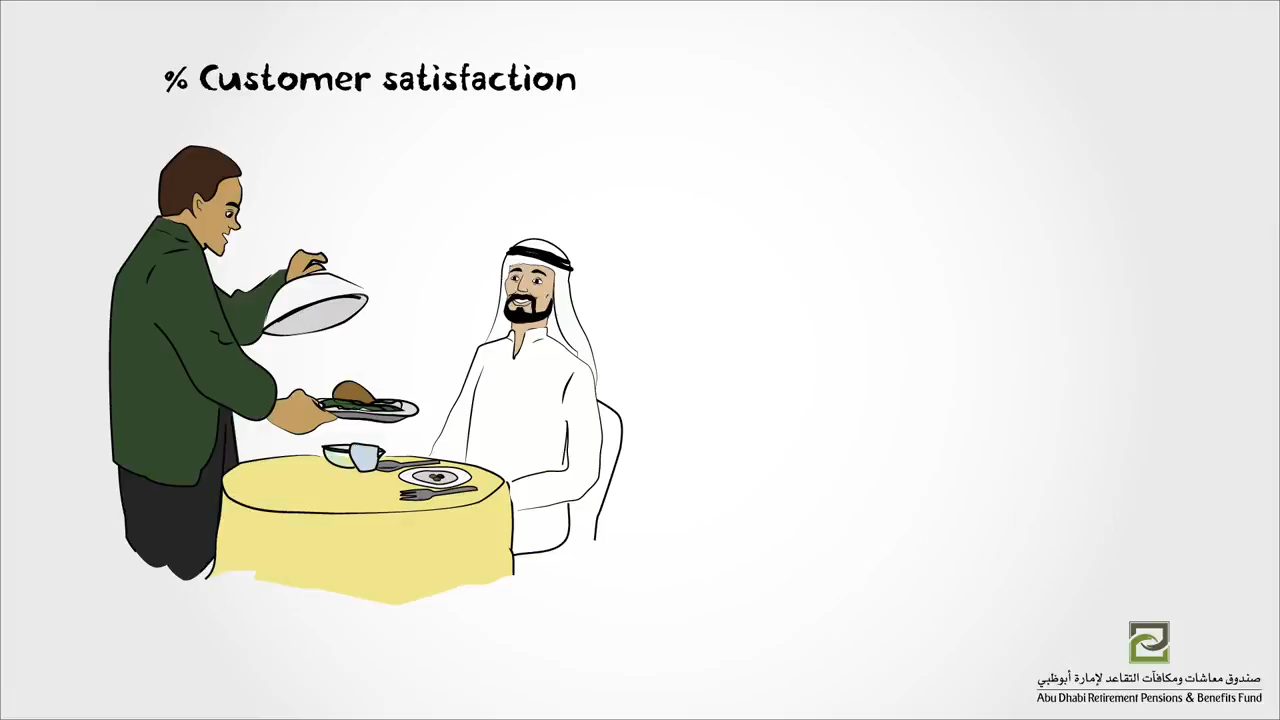 % Customer satisfaction
صندوق معاشات ومكافآت التقاعد لإمارة أبوظبي
Abu Dhabi Retirement Pensions & Benefits Fund